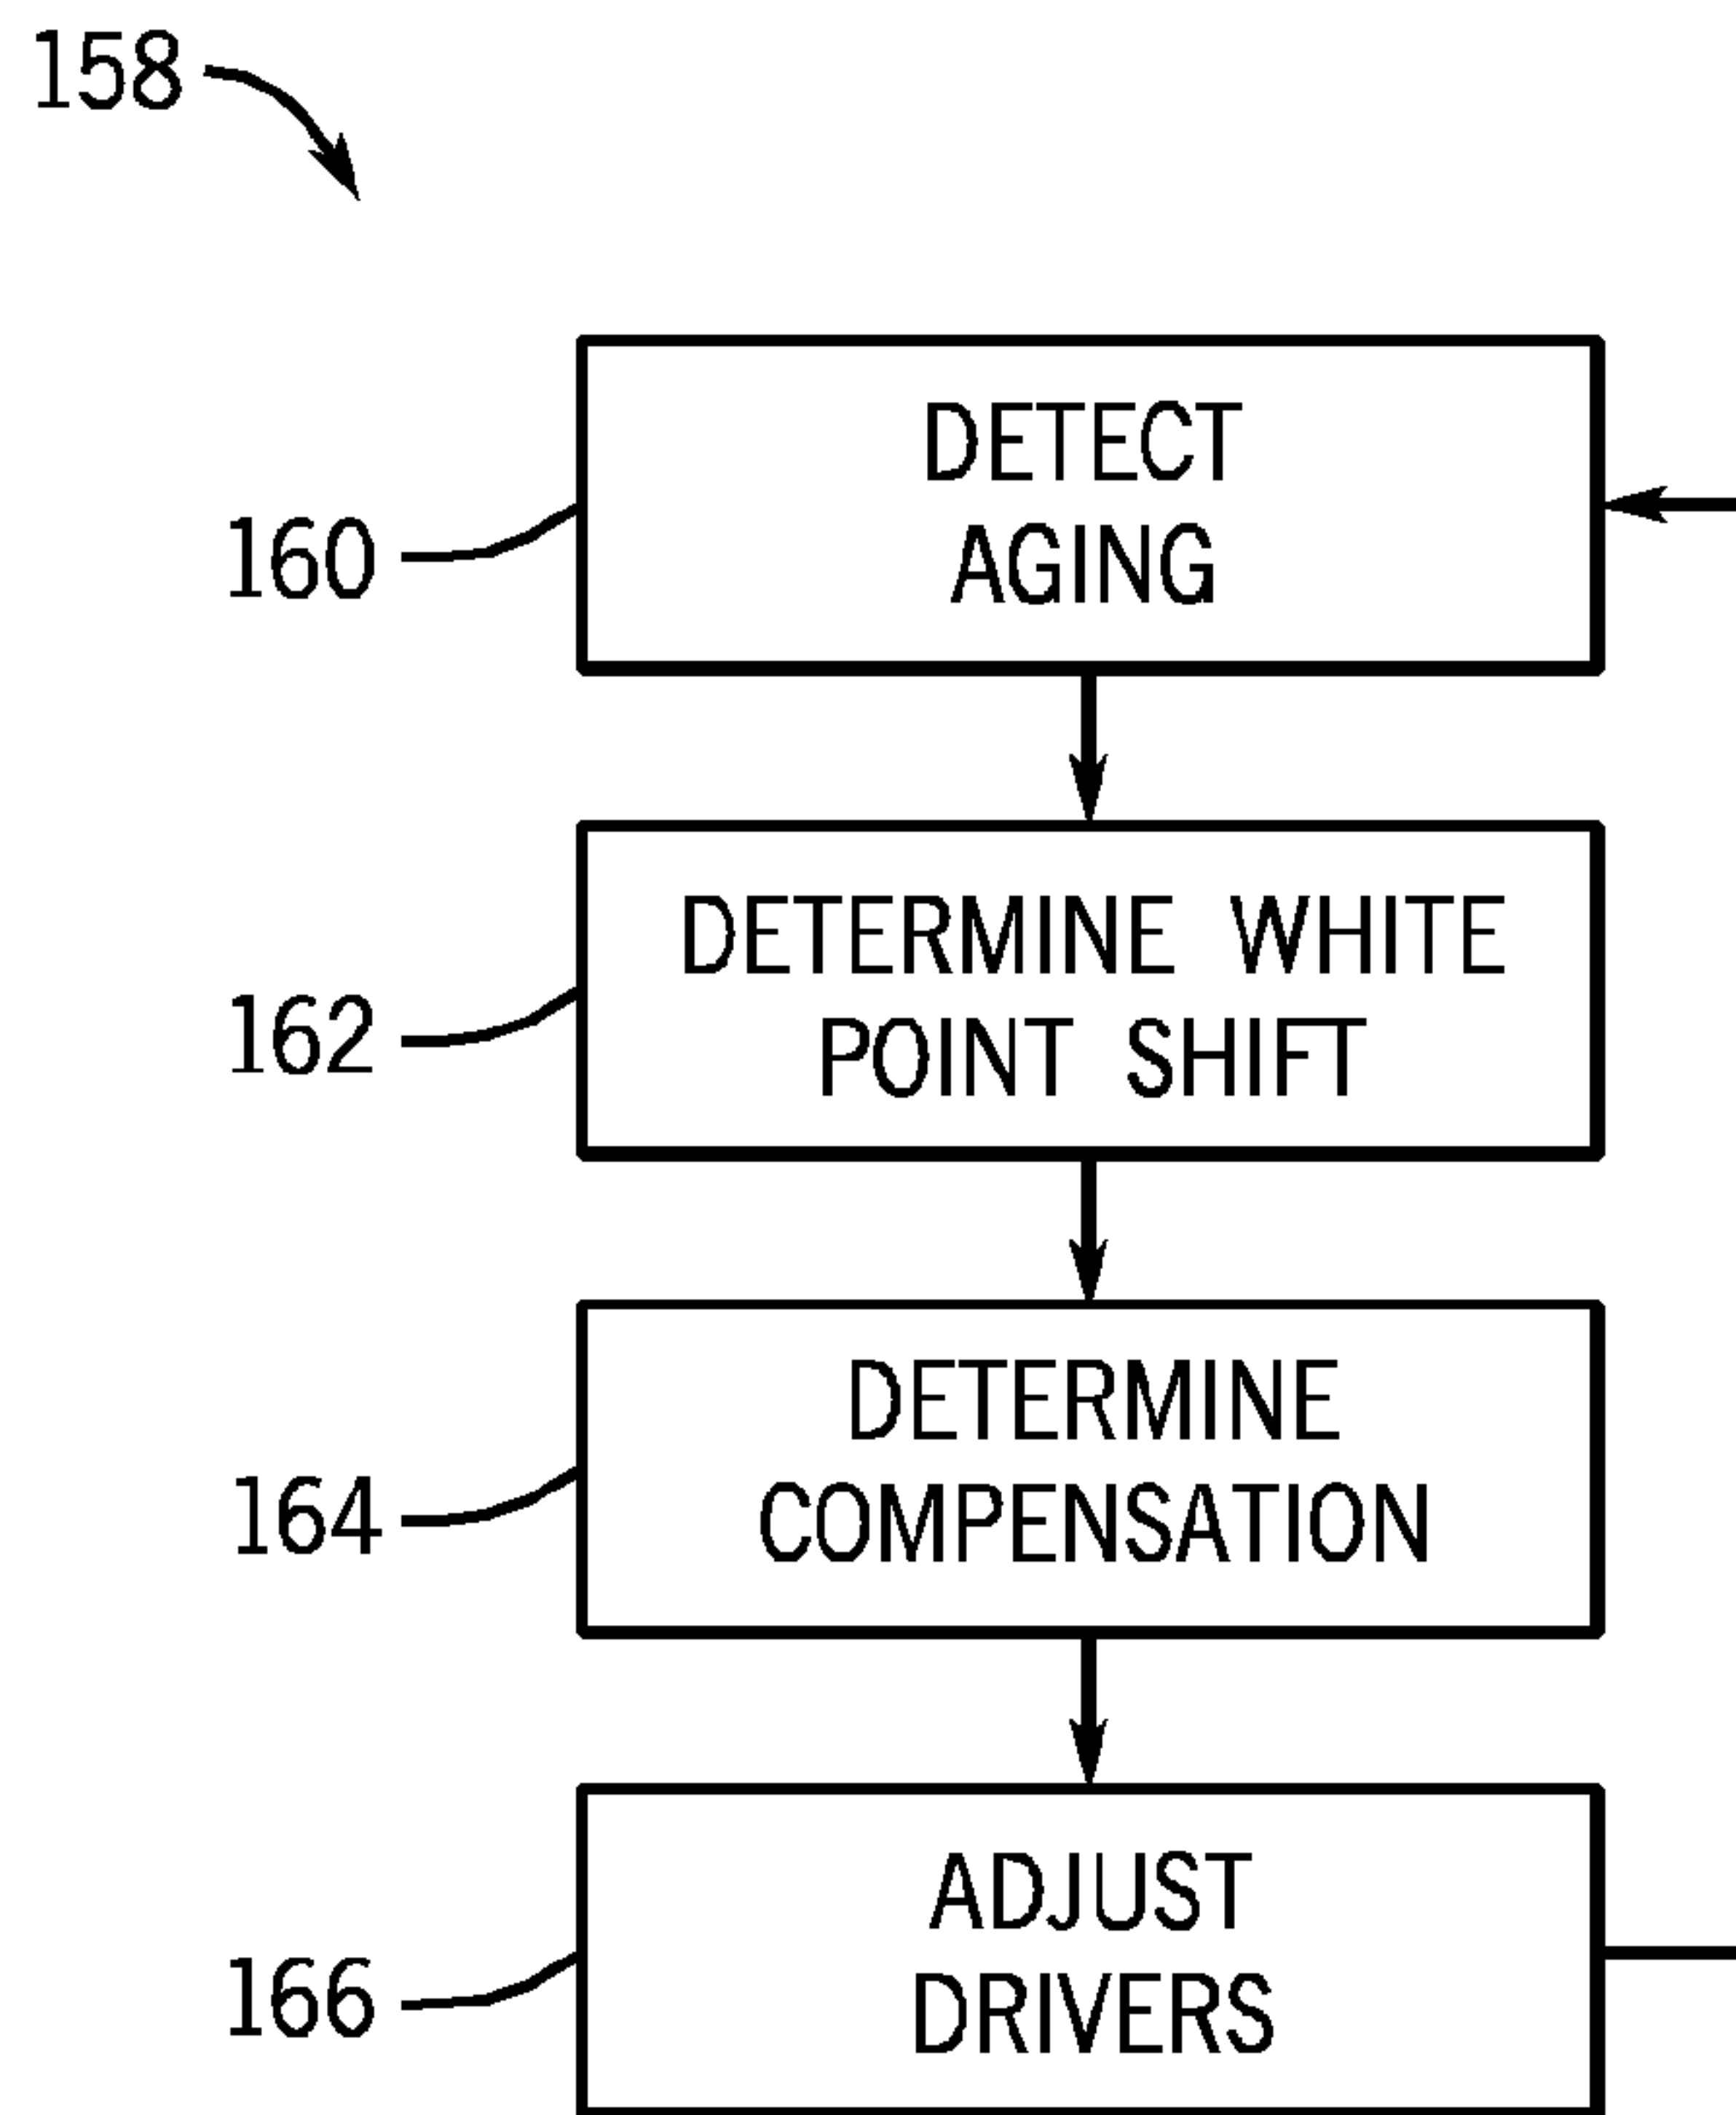 158
160
DETECT
AGING
162
DETERMINE WHITE
POINT SHIFT
164
DETERMINE
COMPENSATION
166
ADJUST
DRIVERS